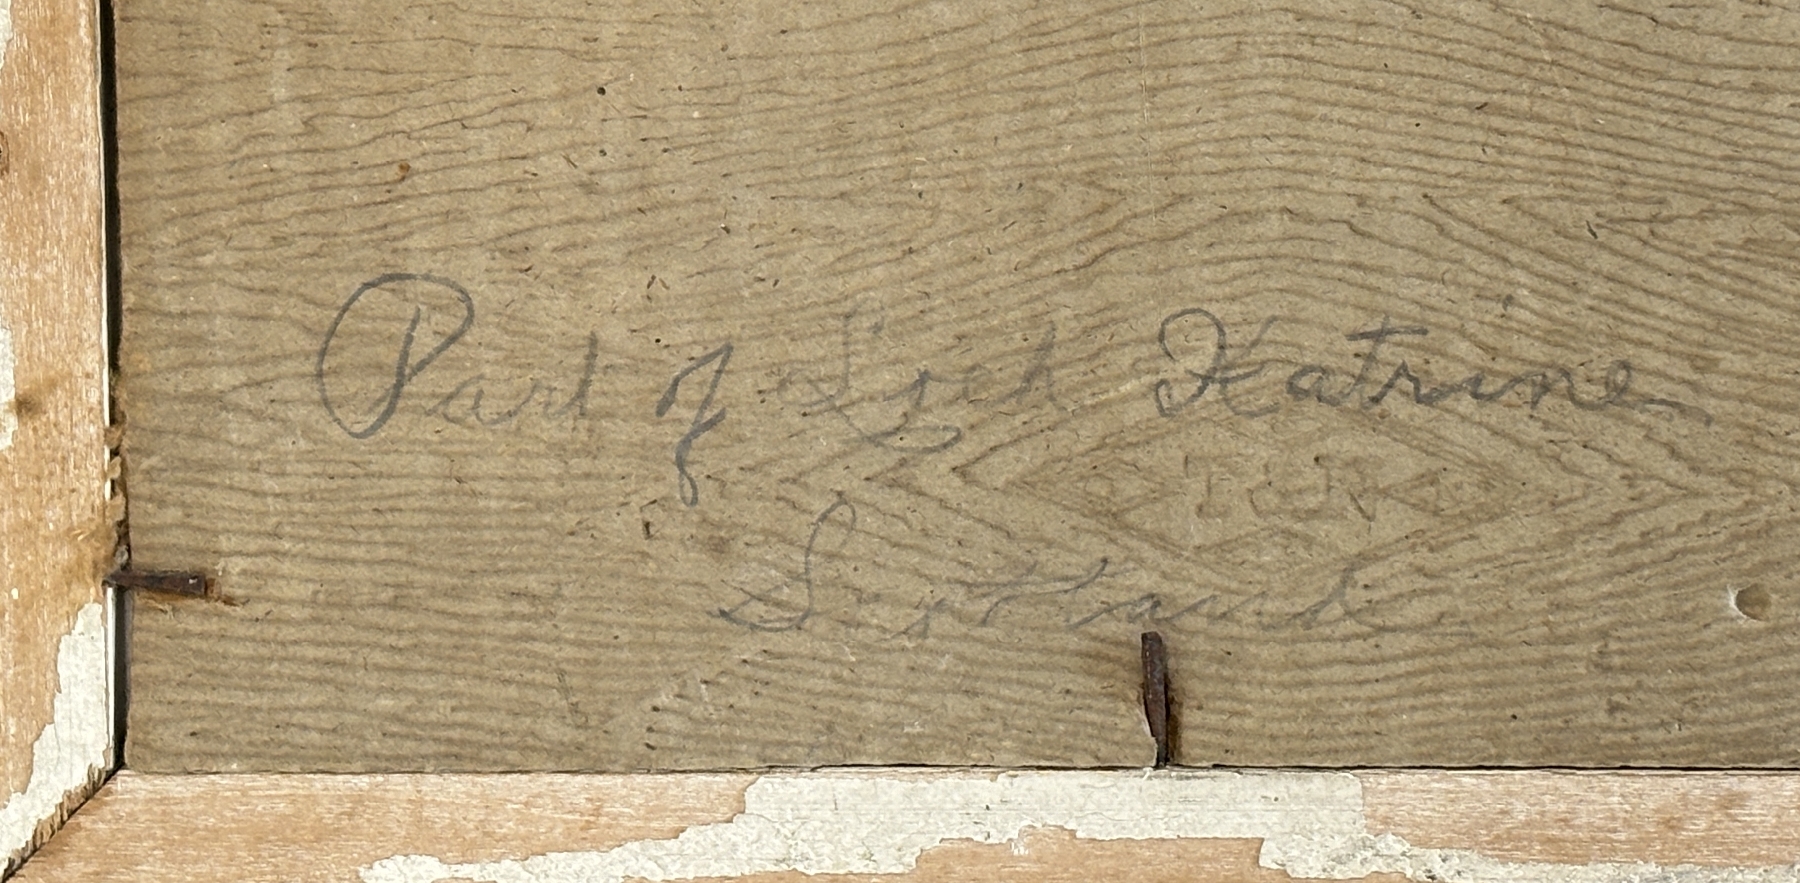 Part of Loch Katrine
Scotland